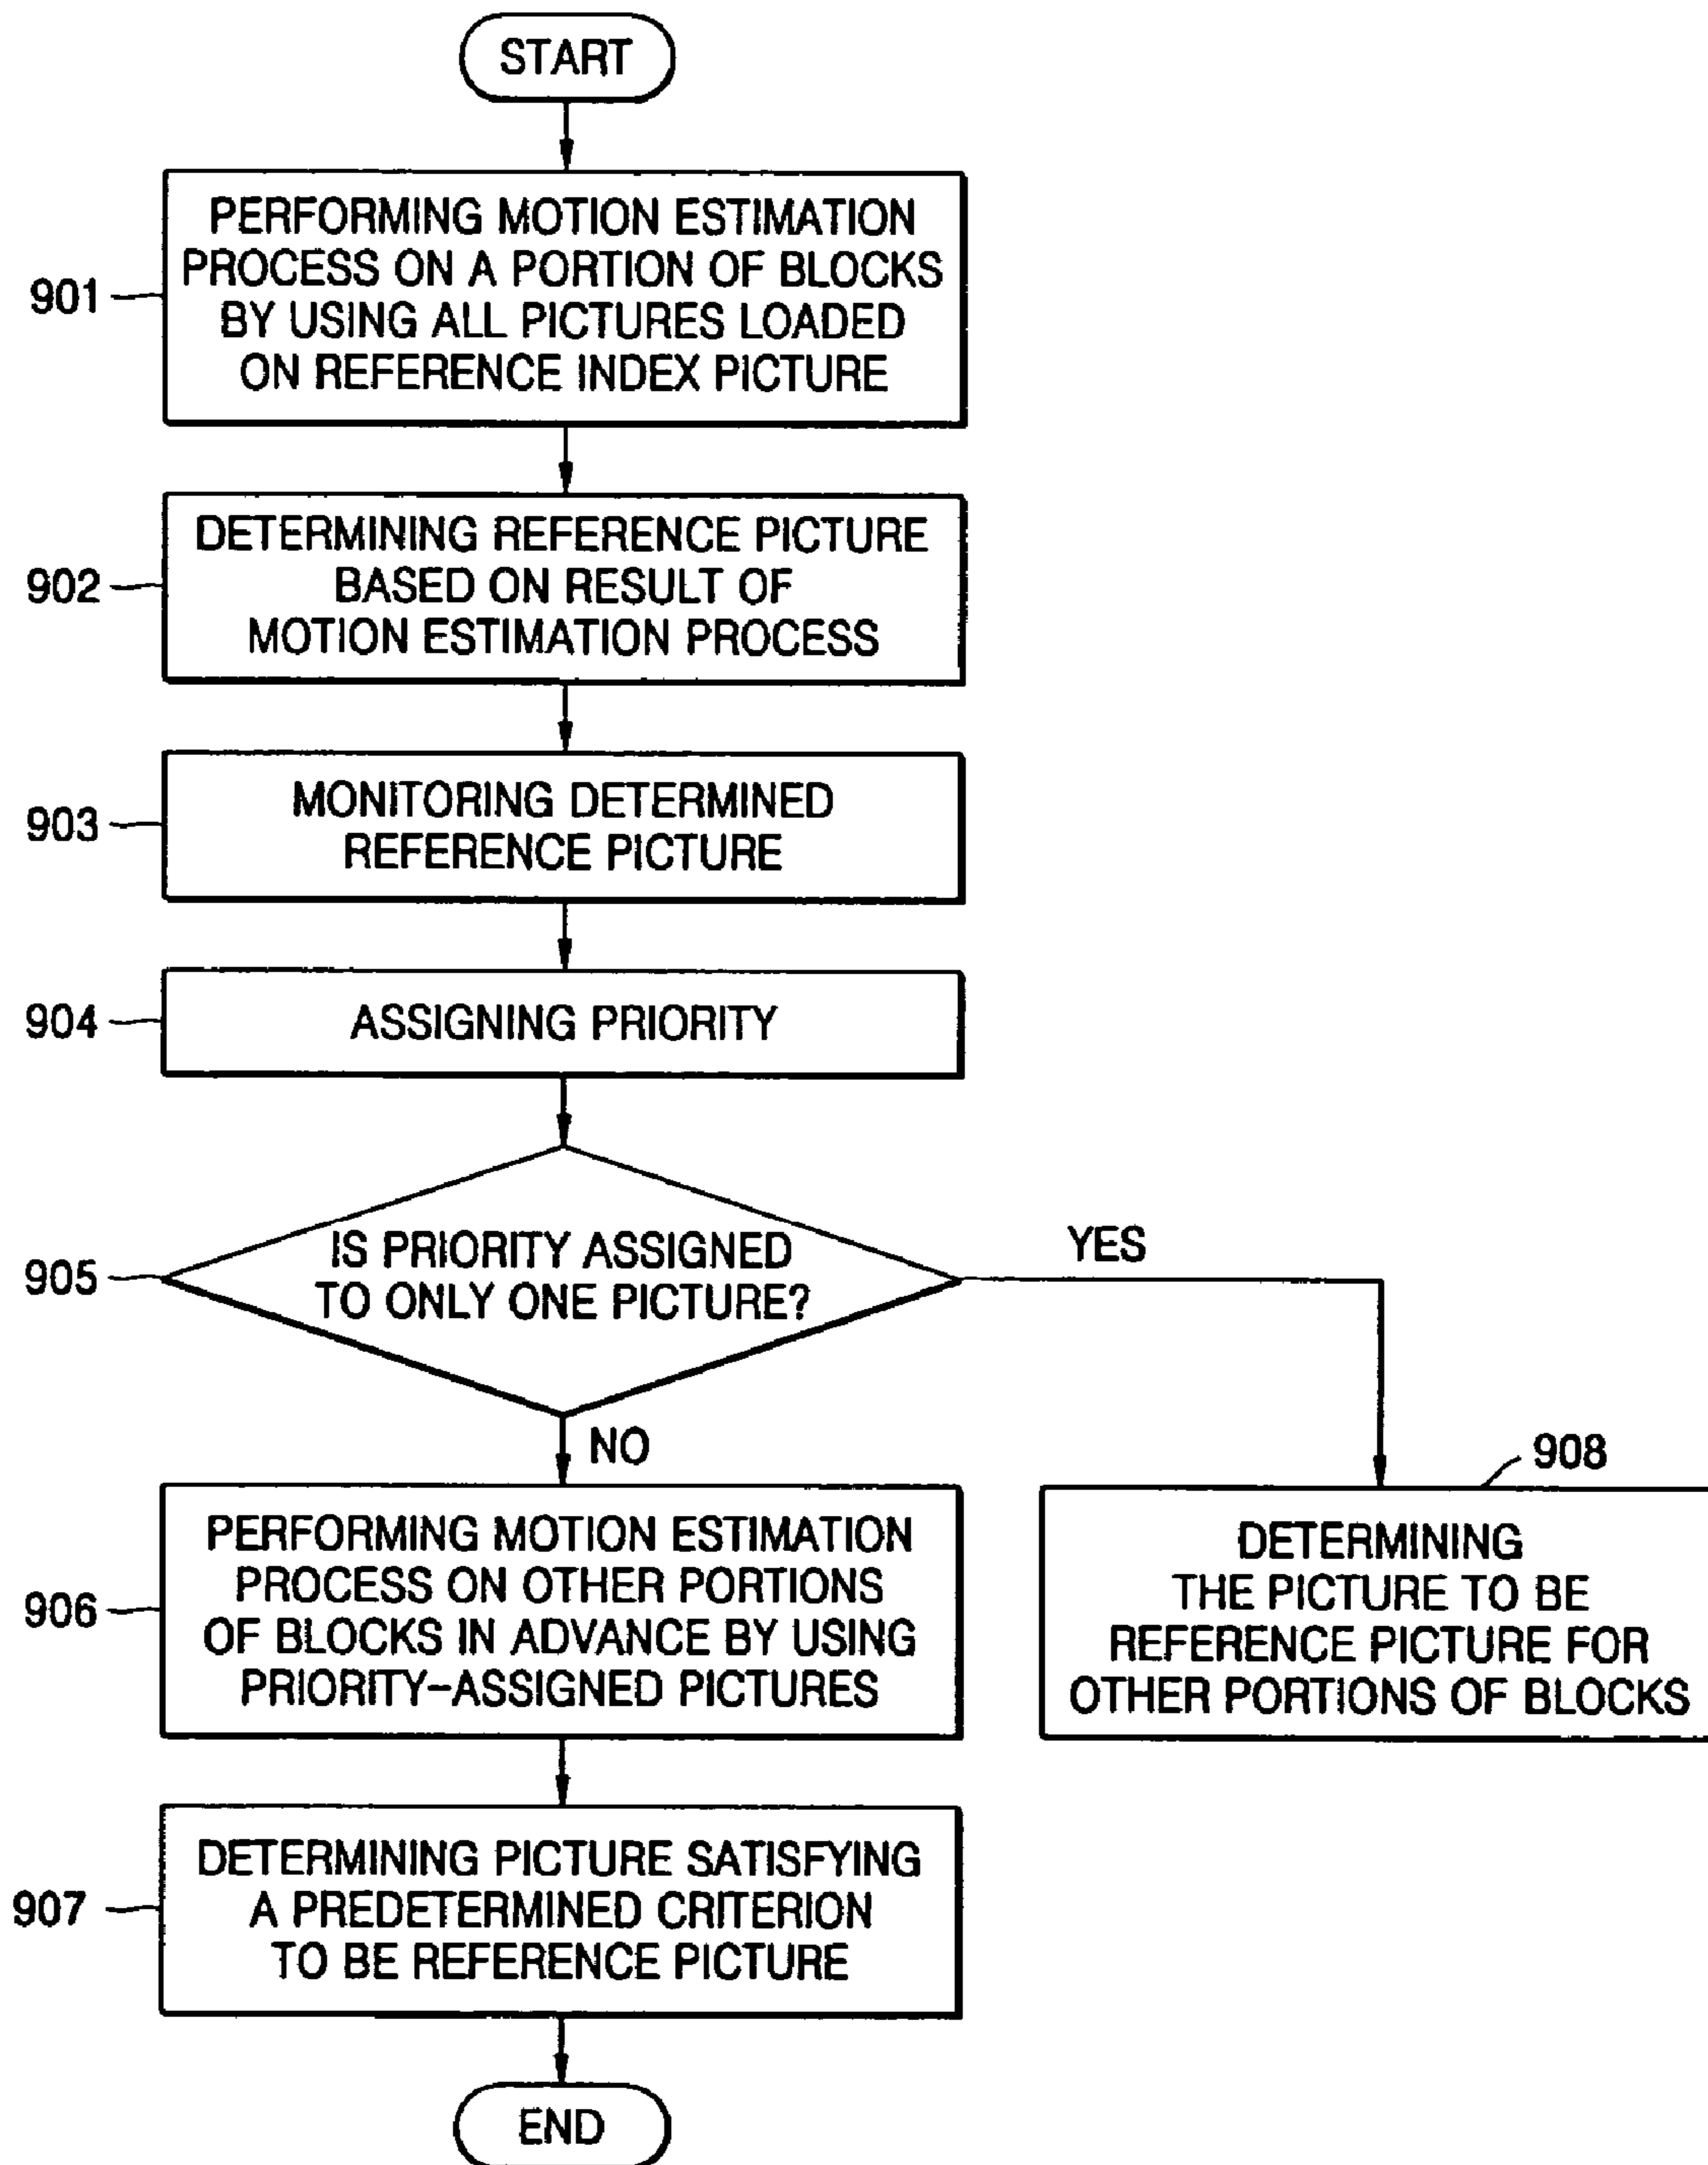 START
901
PERFORMING MOTION ESTIMATION
PROCESS ON A PORTION OF BLOCKS
BY USING ALL PICTURES LOADED
ON REFERENCE INDEX PICTURE
902
DETERMINING REFERENCE PICTURE
BASED ON RESULT OF
MOTION ESTIMATION PROCESS
903
MONITORING DETERMINED
REFERENCE PICTURE
904
ASSIGNING PRIORITY
905
IS PRIORITY ASSIGNED
TO ONLY ONE PICTURE?
YES
NO
906
PERFORMING MOTION ESTIMATION
PROCESS ON OTHER PORTIONS
OF BLOCKS IN ADVANCE BY USING
PRIORITY-ASSIGNED PICTURES
908
DETERMINING
THE PICTURE TO BE
REFERENCE PICTURE FOR
OTHER PORTIONS OF BLOCKS
907
DETERMINING PICTURE SATISFYING
A PREDETERMINED CRITERION
TO BE REFERENCE PICTURE
END